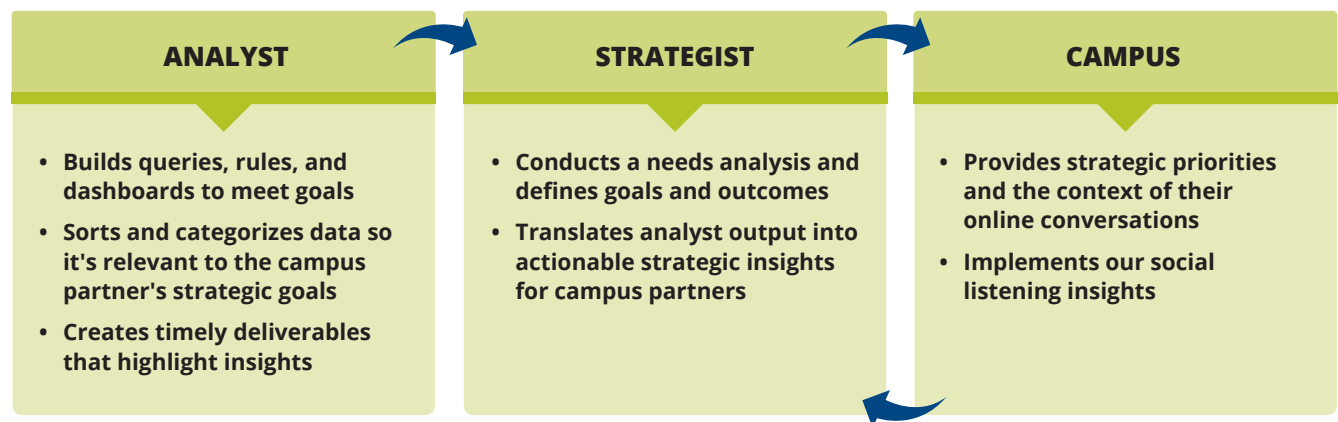 ANALYST
• Builds queries, rules, and
dashboards to meet goals
• Sorts and categorizes data so
it's relevant to the campus
partner's strategic goals
• Creates timely deliverables
that highlight insights
STRATEGIST
• Conducts a needs analysis and
defines goals and outcomes
• Translates analyst output into
actionable strategic insights
for campus partners
CAMPUS
• Provides strategic priorities
and the context of their
online conversations
• Implements our social
listening insights